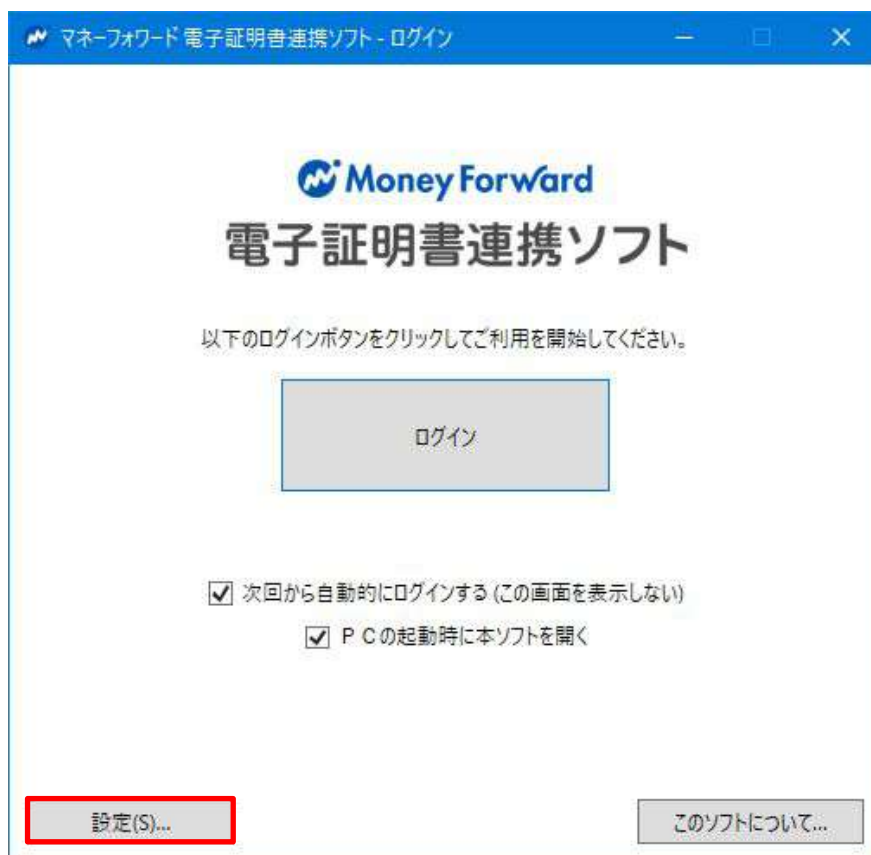 マネーフォワード 電子証明書連携ソフト - ログイン
Money Forward
電子証明書連携ソフト
以下のログインボタンをクリックしてご利用を開始してください。
ログイン
次回から自動的にログインする (この画面を表示しない)
ＰＣの起動時に本ソフトを開く
設定(S)...
このソフトについて...